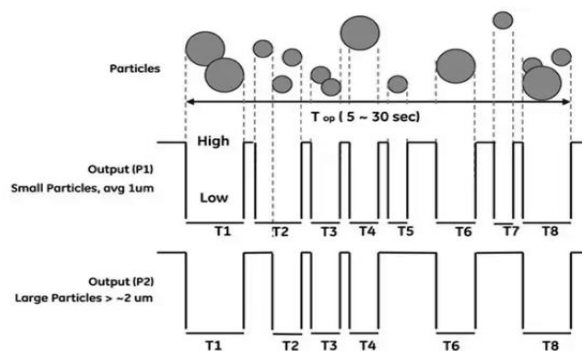 Particles
T op ( 5 ~ 30 sec)
High
Output (P1)
Small Particles, avg 1um
Low
T1 T2 T3 T4 T5 T6 T7 T8
Output (P2)
Large Particles > ~2 um
T1 T2 T3 T4 T6 T8